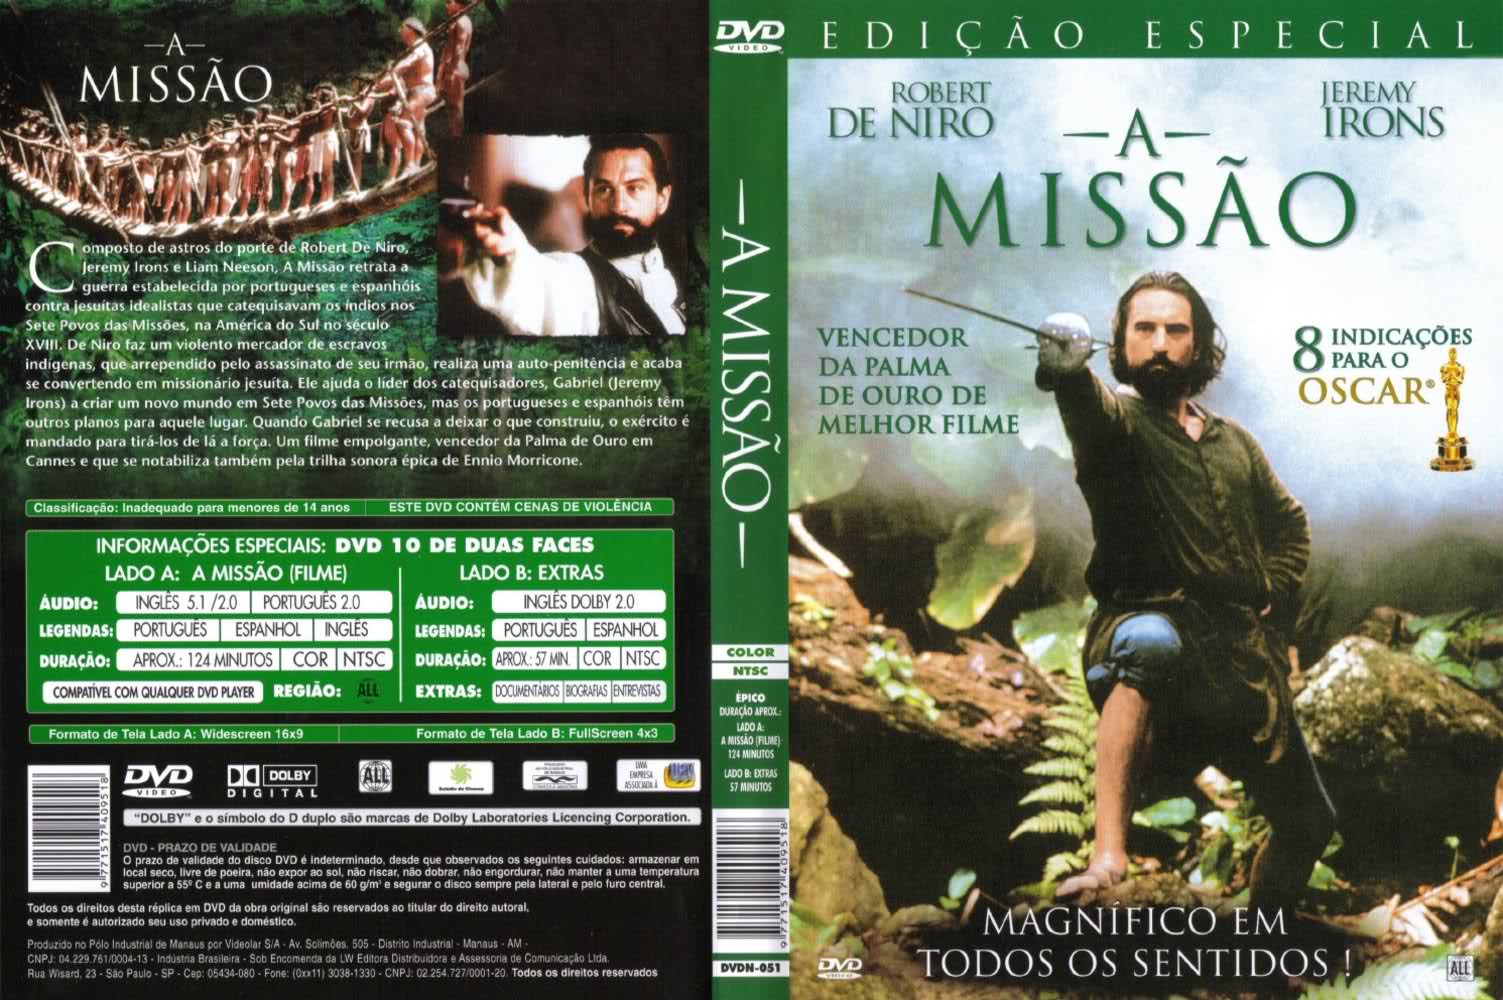 A
MISSÃO
Composto de astros do porte de Robert De Niro,
Jeremy Irons e Liam Neeson, A Missão retrata a
guerra estabelecida por portugueses e espanhóis
contra jesuítas idealistas que catequisavam os índios nos
Sete Povos das Missões, na América do Sul no século
XVIII. De Niro faz um violento mercador de escravos
indígenas, que arrependido pelo assassinato de seu irmão, realiza uma auto-penitência e acaba
se convertendo em missionário jesuíta. Ele ajuda o líder dos catequisadores, Gabriel (Jeremy
Irons) a criar um novo mundo em Sete Povos das Missões, mas os portugueses e espanhóis têm
outros planos para aquele lugar. Quando Gabriel se recusa a deixar o que construiu, o exército é
mandado para tirá-los de lá a força. Um filme empolgante, vencedor da Palma de Ouro em
Cannes e que se notabiliza também pela trilha sonora épica de Ennio Morricone.
Classificação: Inadequado para menores de 14 anos ESTE DVD CONTÉM CENAS DE VIOLÊNCIA
INFORMAÇÕES ESPECIAIS: DVD 10 DE DUAS FACES
LADO A: A MISSÃO (FILME)
ÁUDIO: INGLÊS 5.1 /2.0 PORTUGUÊS 2.0
LEGENDAS: PORTUGUÊS ESPANHOL INGLÊS
DURAÇÃO: APROX.: 124 MINUTOS COR NTSC
COMPATÍVEL COM QUALQUER DVD PLAYER REGIÃO: ALL
LADO B: EXTRAS
ÁUDIO: INGLÊS DOLBY 2.0
LEGENDAS: PORTUGUÊS ESPANHOL
DURAÇÃO: APROX.: 57 MIN. COR NTSC
EXTRAS: DOCUMENTÁRIOS BIOGRAFIAS ENTREVISTAS
Formato de Tela Lado A: Widescreen 16x9 Formato de Tela Lado B: FullScreen 4x3
9 771517 409518
DVD
VIDEO
DOLBY
DIGITAL
ALL
UMA
EMPRESA
ASSOCIADA À
"DOLBY" e o símbolo do D duplo são marcas de Dolby Laboratories Licencing Corporation.
DVD - PRAZO DE VALIDADE
O prazo de validade do disco DVD é indeterminado, desde que observados os seguintes cuidados: armazenar em
local seco, livre de poeira, não expor ao sol, não riscar, não dobrar, não engordurar, não manter a uma temperatura
superior a 55º C e a uma umidade acima de 60 g/m³ e segurar o disco sempre pela lateral e pelo furo central.
Todos os direitos desta réplica em DVD da obra original são reservados ao titular do direito autoral,
e somente é autorizado seu uso privado e doméstico.
Produzido no Pólo Industrial de Manaus por Videolar S/A - Av. Solimões, 505 - Distrito Industrial - Manaus - AM -
CNPJ: 04.229.761/0004-13 - Indústria Brasileira - Sob Encomenda da LW Editora Distribuidora e Assessoria de Comunicação Ltda.
Rua Wisard, 23 - São Paulo - SP - Cep: 05434-080 - Fone: (0xx11) 3038-1330 - CNPJ: 02.254.727/0001-20. Todos os direitos reservados
DVD
VIDEO
A MISSÃO
COLOR
NTSC
ÉPICO
DURAÇÃO APROX.:
LADO A:
A MISSÃO (FILME)
124 MINUTOS
LADO B: EXTRAS
57 MINUTOS
9 771517 409518
DVDN-051
EDIÇÃO ESPECIAL
ROBERT
DE NIRO
JEREMY
IRONS
A
MISSÃO
VENCEDOR
DA PALMA
DE OURO DE
MELHOR FILME
8 INDICAÇÕES
PARA O
OSCAR®
MAGNÍFICO EM
TODOS OS SENTIDOS !
DVD
VIDEO
ALL